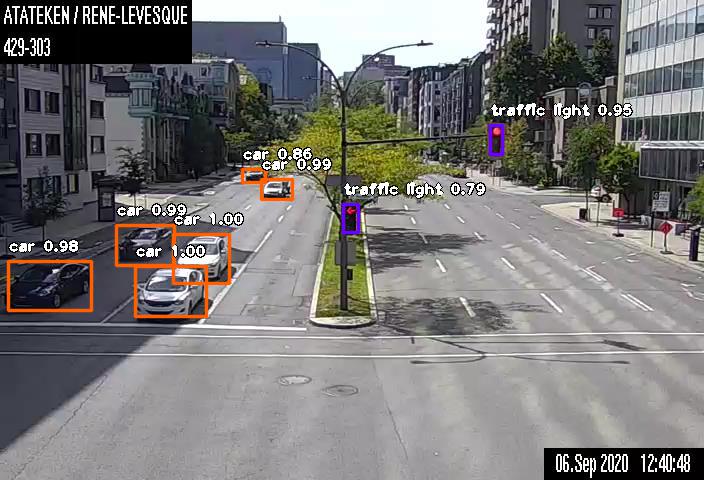 ATATEKEN / RENE-LEVESQUE
429-303
traffic light 0.95
car 0.86
car 0.99
traffic light 0.79
car 0.99
car 1.00
car 0.98
car 1.00
06.Sep 2020 12:40:48